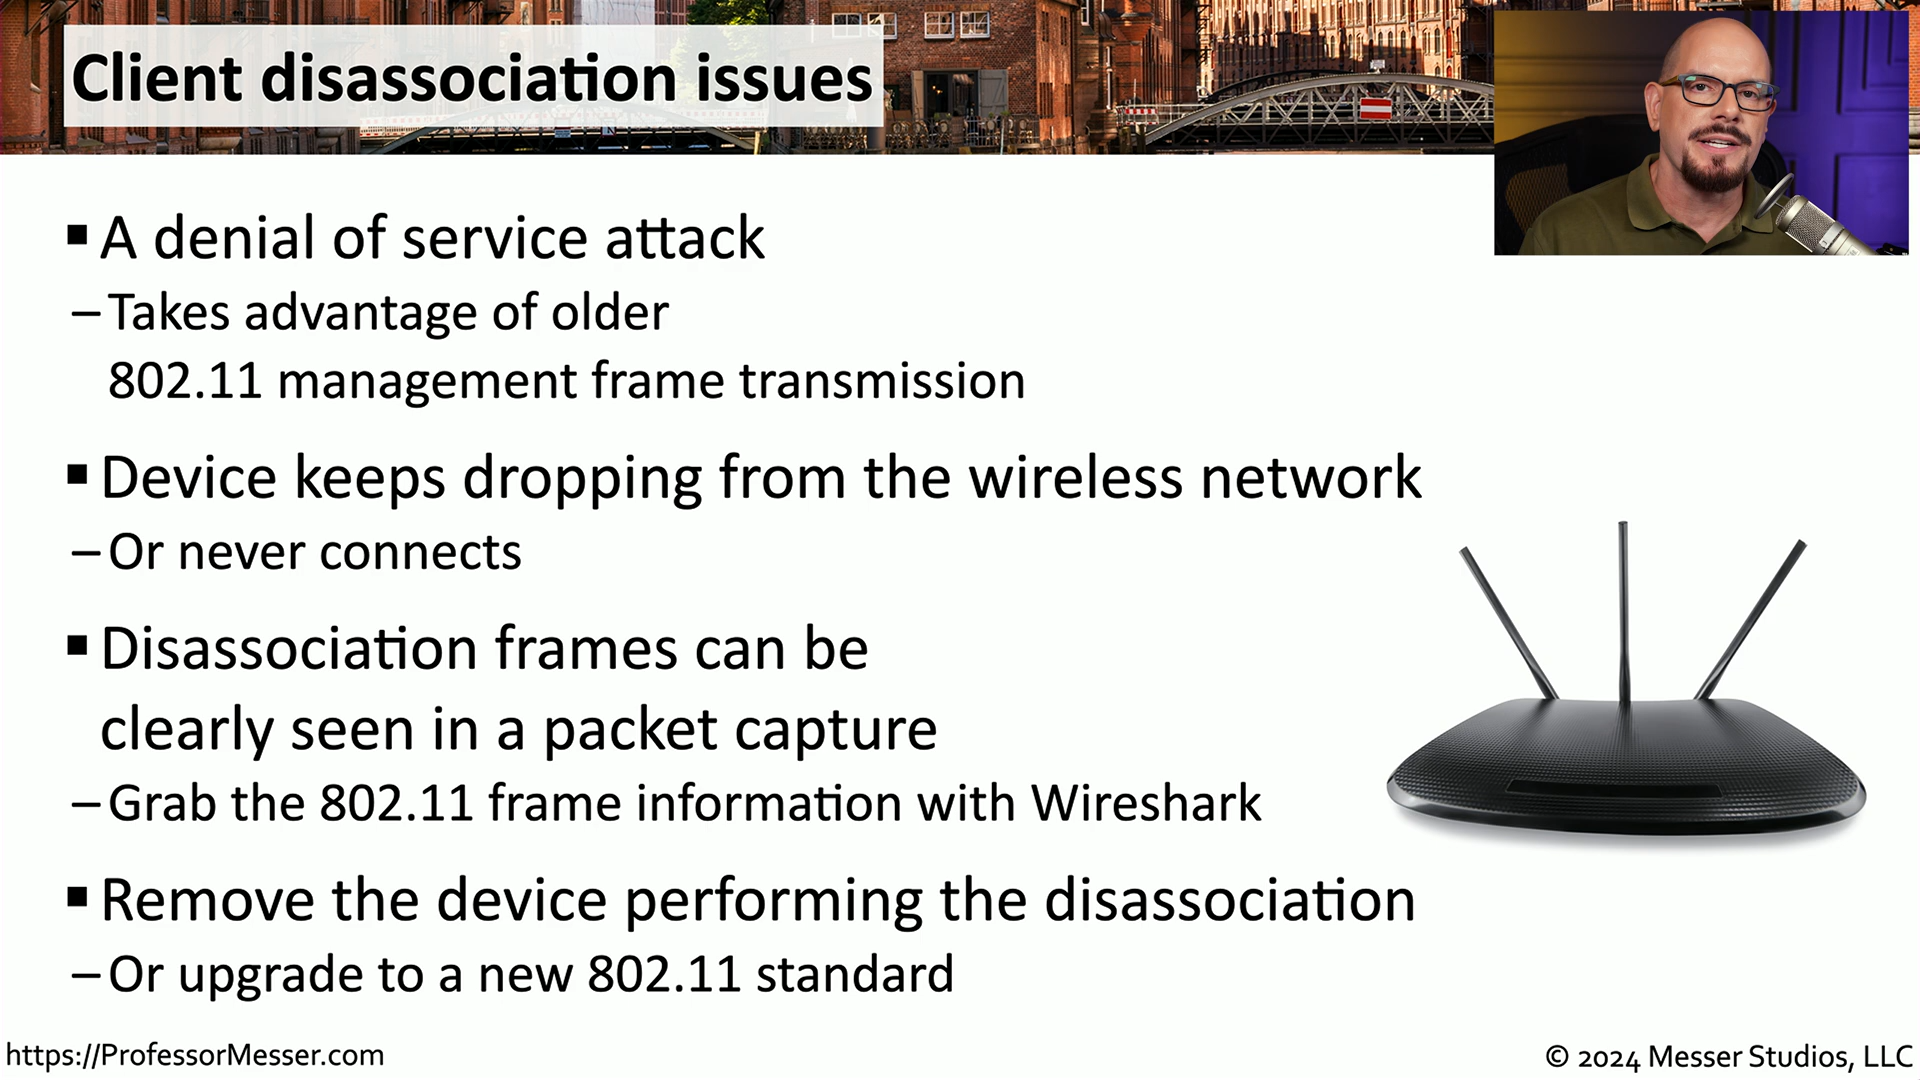 Client disassociation issues
▪ A denial of service attack
– Takes advantage of older
802.11 management frame transmission
▪ Device keeps dropping from the wireless network
– Or never connects
▪ Disassociation frames can be
clearly seen in a packet capture
– Grab the 802.11 frame information with Wireshark
▪ Remove the device performing the disassociation
– Or upgrade to a new 802.11 standard
https://ProfessorMesser.com
© 2024 Messer Studios, LLC